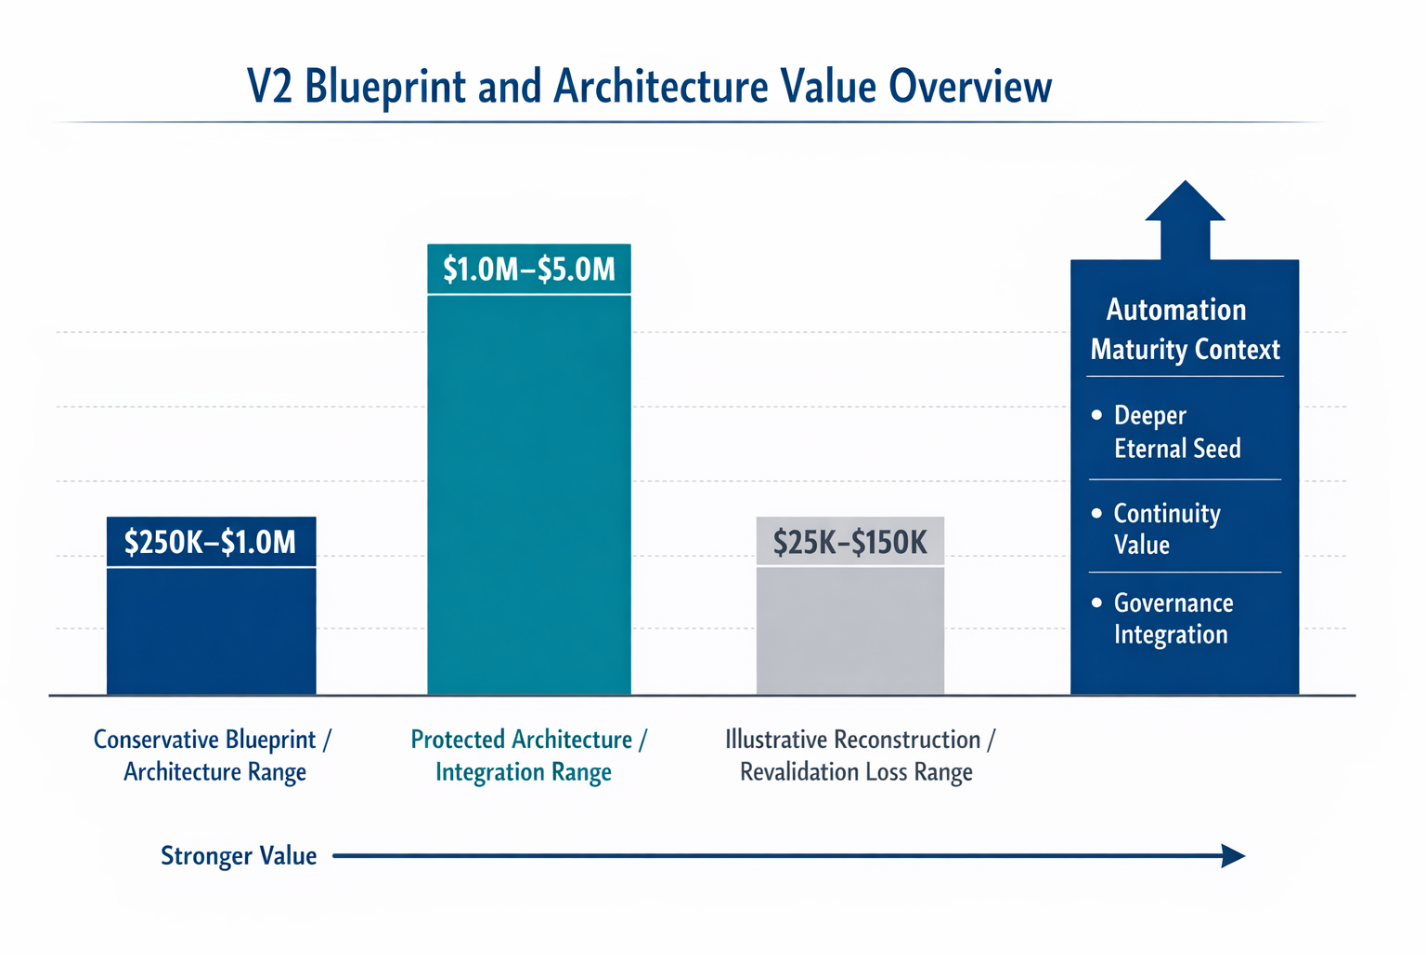 V2 Blueprint and Architecture Value Overview
$250K–$1.0M
$1.0M–$5.0M
$25K–$150K
Automation
Maturity Context
• Deeper
Eternal Seed
• Continuity
Value
• Governance
Integration
Conservative Blueprint /
Architecture Range
Protected Architecture /
Integration Range
Illustrative Reconstruction /
Revalidation Loss Range
Stronger Value